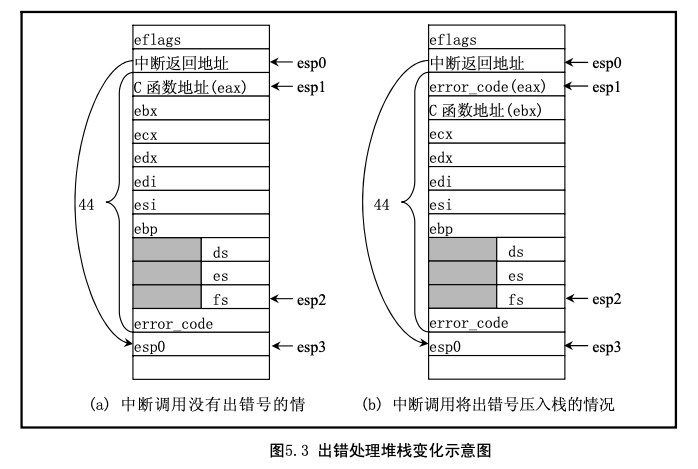 eflags
中断返回地址
esp0
C 函数地址(eax)
esp1
ebx
ecx
edx
edi
44
esi
ebp
ds
es
fs
esp2
error_code
esp0
esp3
(a) 中断调用没有出错号的情
eflags
中断返回地址
esp0
error_code(eax)
esp1
C 函数地址(ebx)
ecx
edx
edi
44
esi
ebp
ds
es
fs
esp2
error_code
esp0
esp3
(b) 中断调用将出错号压入栈的情况
图5.3 出错处理堆栈变化示意图